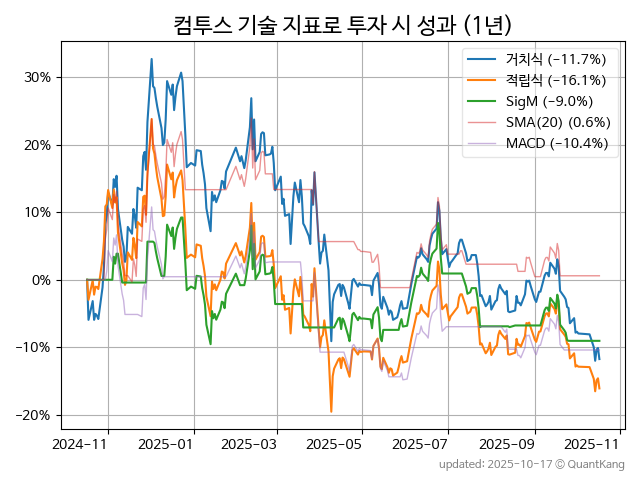 컴투스 기술 지표로 투자 시 성과 (1년)
거치식 (−11.7%)
적립식 (−16.1%)
SigM (−9.0%)
SMA(20) (0.6%)
MACD (−10.4%)
30%
20%
10%
0%
−10%
−20%
2024-11 2025-01 2025-03 2025-05 2025-07 2025-09 2025-11
updated: 2025-10-17 ⓒ QuantKang